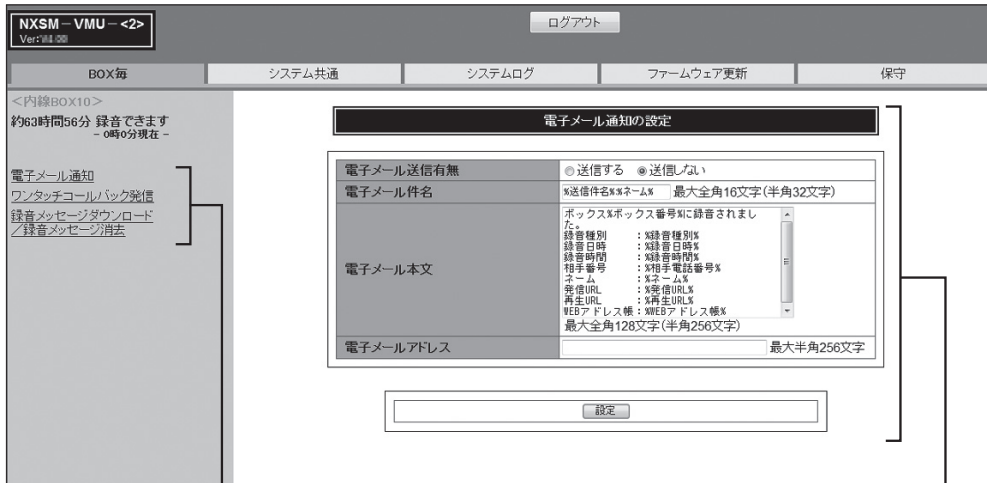 NXSM－VMU－<2>
Ver:
ログアウト
BOX毎
システム共通
システムログ
ファームウェア更新
保守
＜内線BOX10＞
約63時間56分 録音できます
－ 0時0分現在 －
電子メール通知
ワンタッチコールバック発信
録音メッセージダウンロード
／録音メッセージ消去
電子メール通知の設定
電子メール送信有無
送信する 送信しない
電子メール件名
%送信件名%%ネーム% 最大全角16文字(半角32文字)
電子メール本文
ボックス%ボックス番号%に録音されまし
た。
録音種別 ：%録音種別%
録音日時 ：%録音日時%
録音時間 ：%録音時間%
相手番号 ：%相手電話番号%
ネーム ：%ネーム%
発信URL ：%発信URL%
再生URL ：%再生URL%
WEBアドレス帳：%WEBアドレス帳%
最大全角128文字(半角256文字)
電子メールアドレス
最大半角256文字
設定